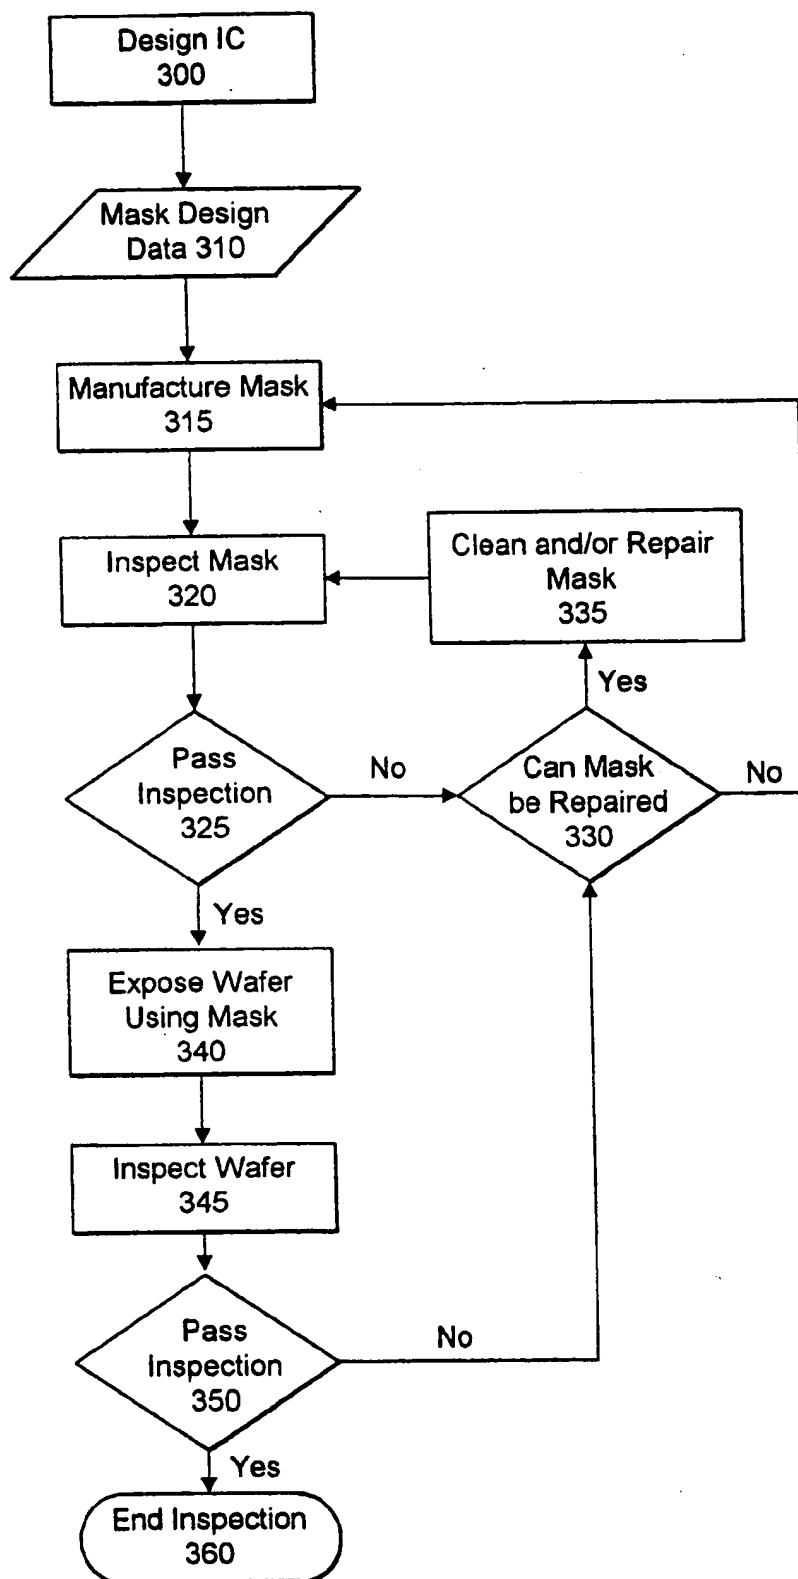 Design IC
300
Mask Design
Data 310
Manufacture Mask
315
Inspect Mask
320
Clean and/or Repair
Mask
335
Yes
Pass
Inspection
325
No
Can Mask
be Repaired
330
No
Yes
Expose Wafer
Using Mask
340
Inspect Wafer
345
Pass
Inspection
350
No
Yes
End Inspection
360